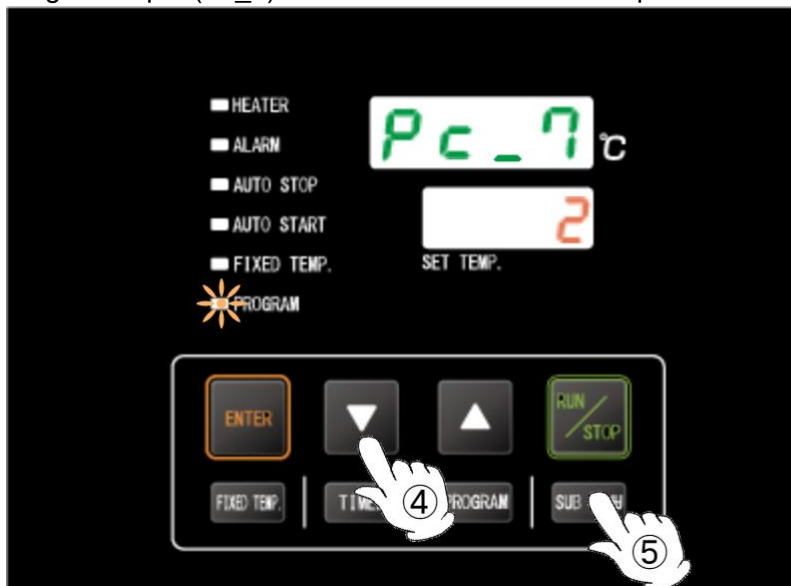 HEATER
Pc_7 ℃
ALARM
AUTO STOP
2
AUTO START
FIXED TEMP.
SET TEMP.
PROGRAM
ENTER
RUN/STOP
FIXED TEMP.
④
PROGRAM
SUB
⑤